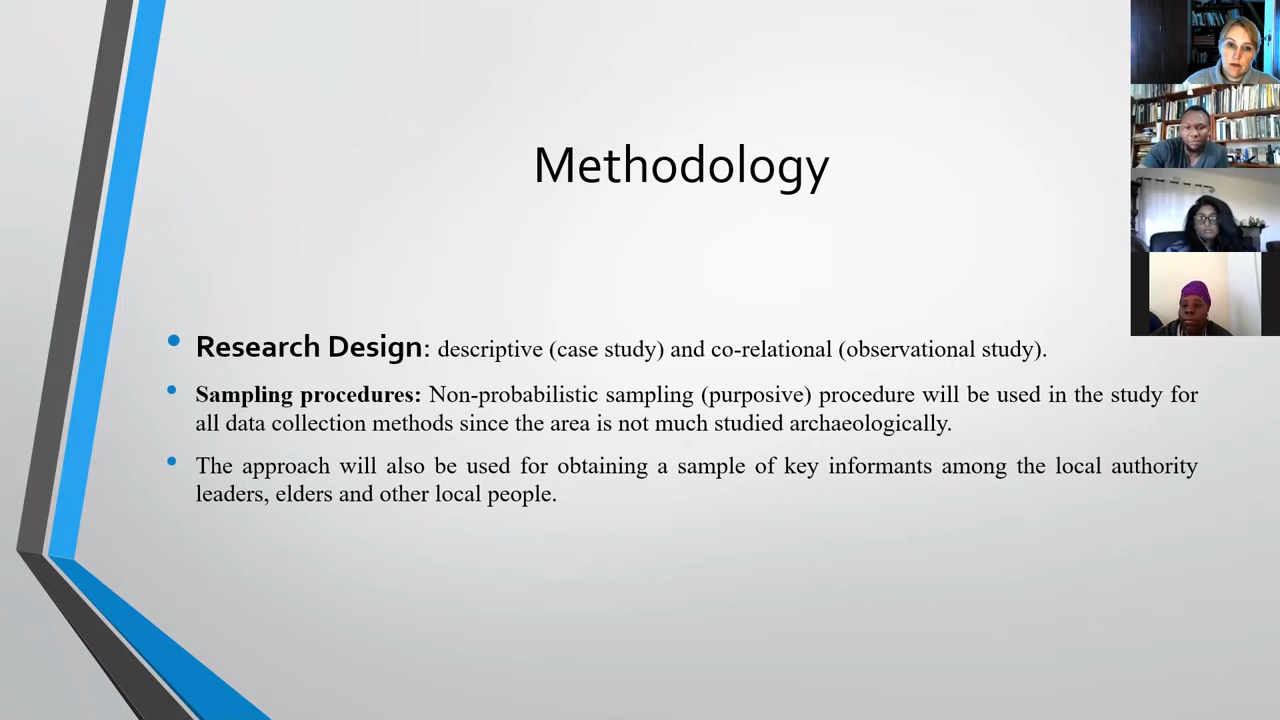 Methodology
Research Design: descriptive (case study) and co-relational (observational study).
Sampling procedures: Non-probabilistic sampling (purposive) procedure will be used in the study for
all data collection methods since the area is not much studied archaeologically.
The approach will also be used for obtaining a sample of key informants among the local authority
leaders, elders and other local people.